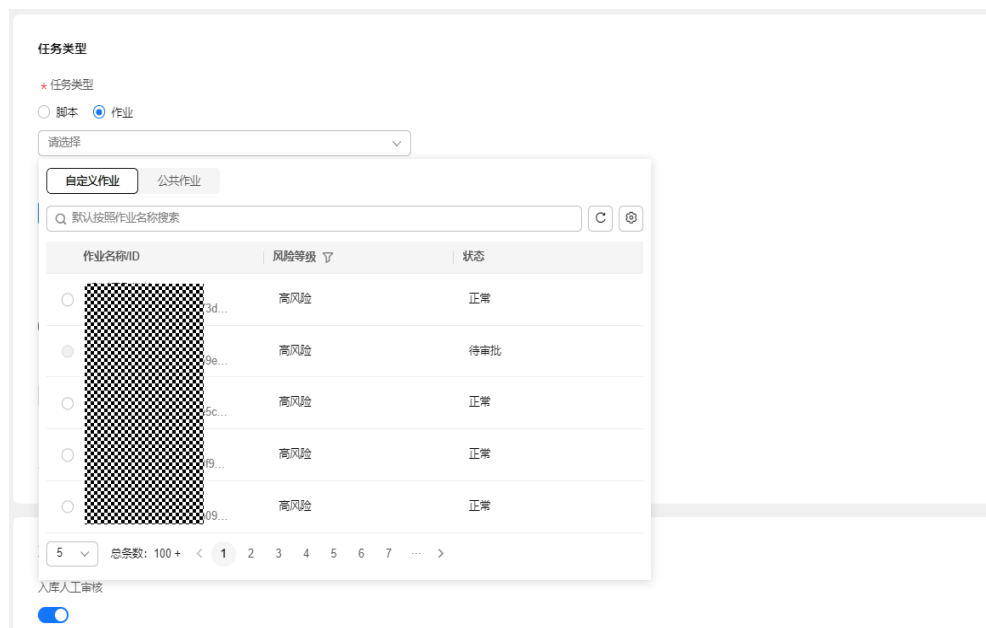 任务类型
* 任务类型
脚本 作业
请选择
自定义作业 公共作业
默认按照作业名称搜索
作业名称/ID 风险等级 状态
高风险 正常
3d...
高风险 待审批
9e...
高风险 正常
5c...
高风险 正常
f9...
高风险 正常
09...
5 总条数: 100 + < 1 2 3 4 5 6 7 ... >
入库人工审核